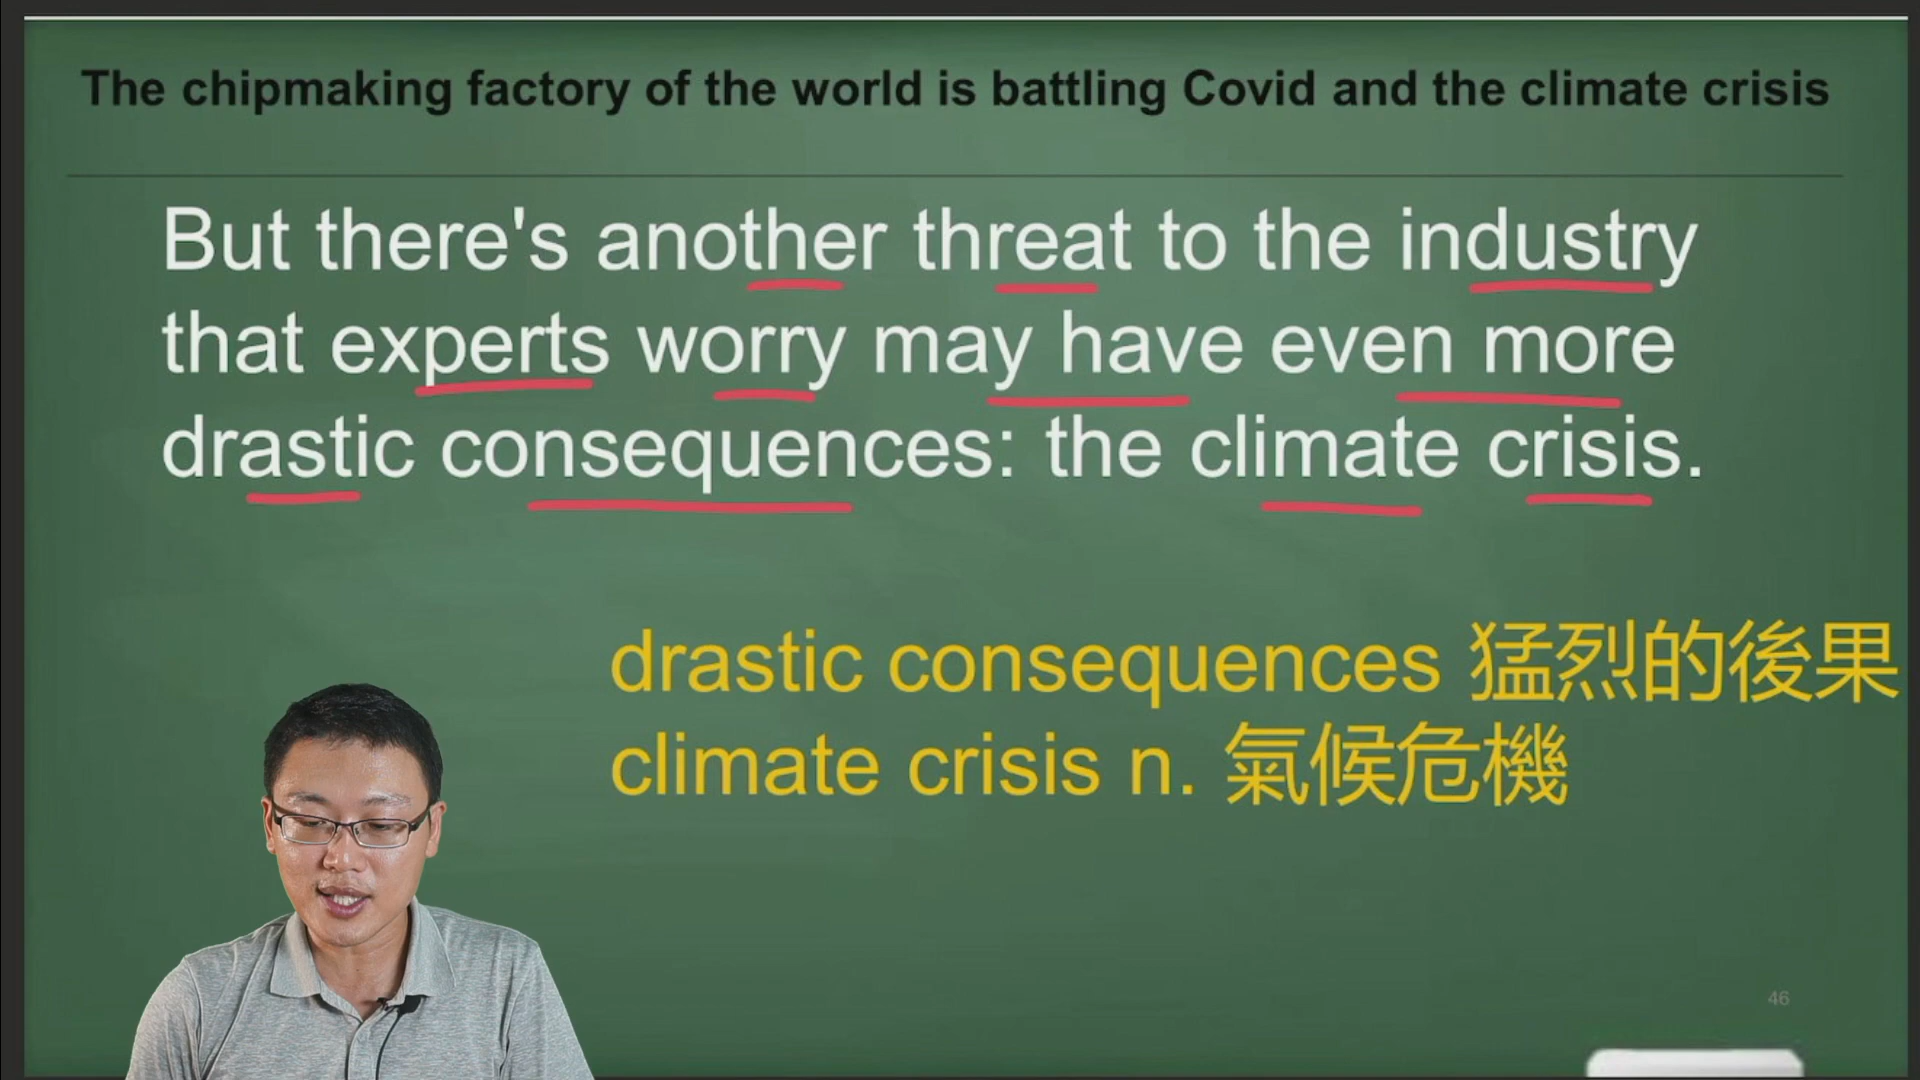 The chipmaking factory of the world is battling Covid and the climate crisis
But there's another threat to the industry
that experts worry may have even more
drastic consequences: the climate crisis.
drastic consequences 猛烈的後果
climate crisis n. 氣候危機
46